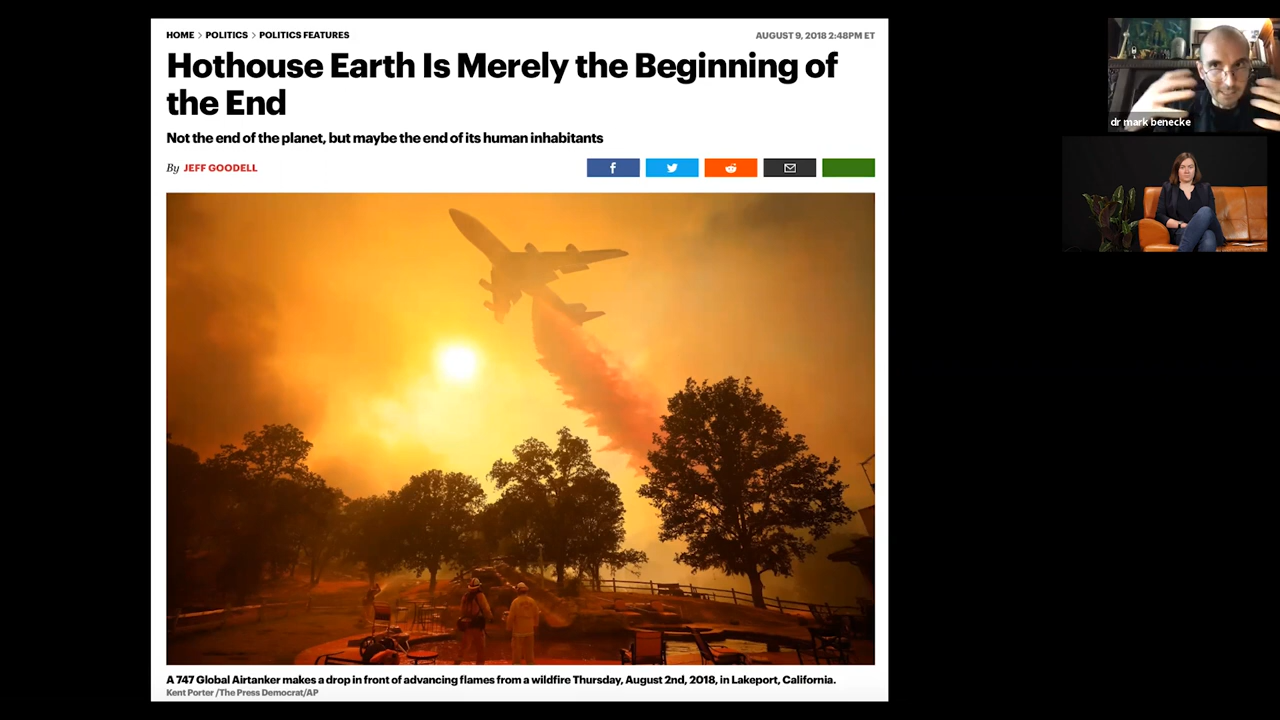 HOME > POLITICS > POLITICS FEATURES
AUGUST 9, 2018 2:48PM ET
Hothouse Earth Is Merely the Beginning of
the End
Not the end of the planet, but maybe the end of its human inhabitants
By JEFF GOODELL
A 747 Global Airtanker makes a drop in front of advancing flames from a wildfire Thursday, August 2nd, 2018, in Lakeport, California.
Kent Porter /The Press Democrat/AP
dr mark benecke